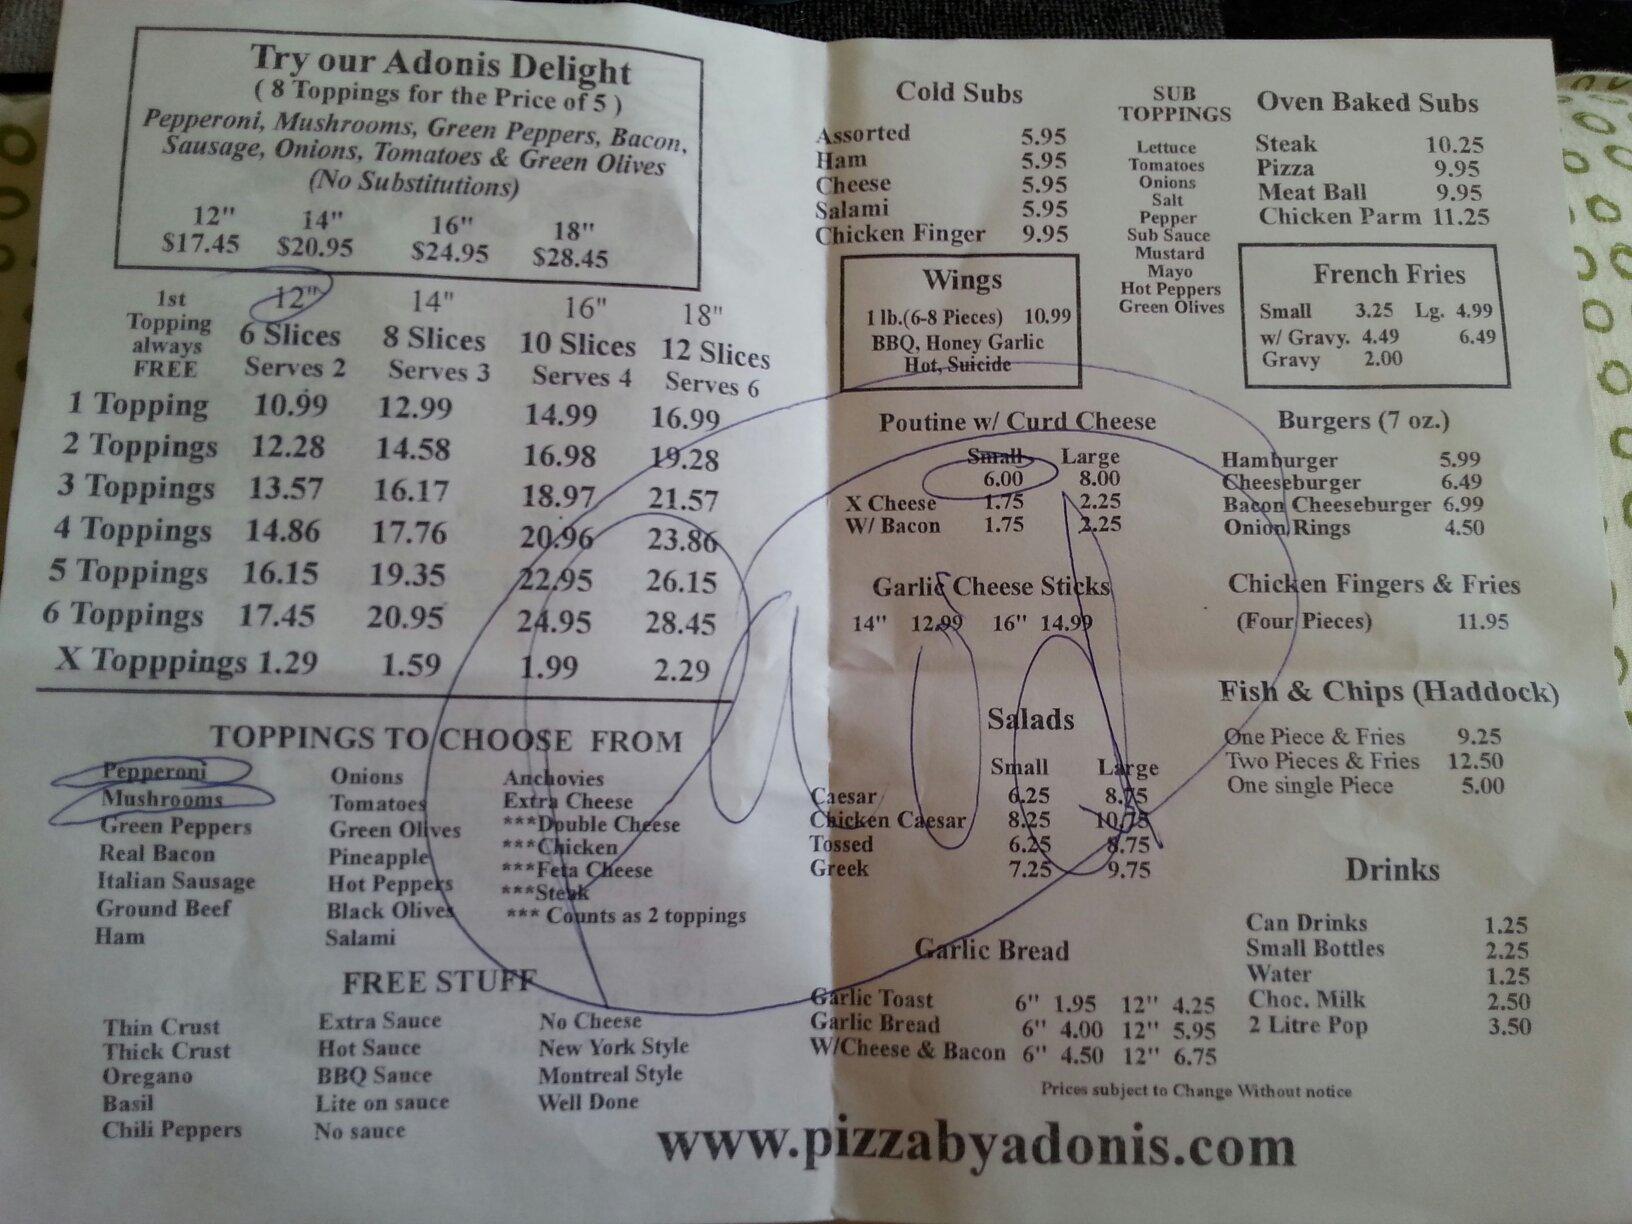 Try our Adonis Delight
( 8 Toppings for the Price of 5 )
Pepperoni, Mushrooms, Green Peppers, Bacon,
Sausage, Onions, Tomatoes & Green Olives
(No Substitutions)
12" 14" 16" 18"
$17.45 $20.95 $24.95 $28.45
1st Topping always FREE
12" 14" 16" 18"
6 Slices 8 Slices 10 Slices 12 Slices
Serves 2 Serves 3 Serves 4 Serves 6
1 Topping 10.99 12.99 14.99 16.99
2 Toppings 12.28 14.58 16.98 19.28
3 Toppings 13.57 16.17 18.97 21.57
4 Toppings 14.86 17.76 20.96 23.86
5 Toppings 16.15 19.35 22.95 26.15
6 Toppings 17.45 20.95 24.95 28.45
X Topppings 1.29 1.59 1.99 2.29
TOPPINGS TO CHOOSE FROM
Pepperoni Onions Anchovies
Mushrooms Tomatoes Extra Cheese
Green Peppers Green Olives ***Double Cheese
Real Bacon Pineapple ***Chicken
Italian Sausage Hot Peppers ***Feta Cheese
Ground Beef Black Olives ***Steak
Ham Salami *** Counts as 2 toppings
FREE STUFF
Thin Crust Extra Sauce No Cheese
Thick Crust Hot Sauce New York Style
Oregano BBQ Sauce Montreal Style
Basil Lite on sauce Well Done
Chili Peppers No sauce
Cold Subs
Assorted 5.95
Ham 5.95
Cheese 5.95
Salami 5.95
Chicken Finger 9.95
SUB
TOPPINGS
Lettuce
Tomatoes
Onions
Salt
Pepper
Sub Sauce
Mustard
Mayo
Hot Peppers
Green Olives
Oven Baked Subs
Steak 10.25
Pizza 9.95
Meat Ball 9.95
Chicken Parm 11.25
Wings
1 lb.(6-8 Pieces) 10.99
BBQ, Honey Garlic
Hot, Suicide
French Fries
Small 3.25 Lg. 4.99
w/ Gravy. 4.49 6.49
Gravy 2.00
Poutine w/ Curd Cheese
Small Large
6.00 8.00
X Cheese 1.75 2.25
W/ Bacon 1.75 2.25
Burgers (7 oz.)
Hamburger 5.99
Cheeseburger 6.49
Bacon Cheeseburger 6.99
Onion Rings 4.50
Garlic Cheese Sticks
14" 12.99 16" 14.99
Chicken Fingers & Fries
(Four Pieces) 11.95
Salads
Small Large
Caesar 6.25 8.75
Chicken Caesar 8.25 10.75
Tossed 6.25 8.75
Greek 7.25 9.75
Fish & Chips (Haddock)
One Piece & Fries 9.25
Two Pieces & Fries 12.50
One single Piece 5.00
Garlic Bread
Garlic Toast 6" 1.95 12" 4.25
Garlic Bread 6" 4.00 12" 5.95
W/Cheese & Bacon 6" 4.50 12" 6.75
Drinks
Can Drinks 1.25
Small Bottles 2.25
Water 1.25
Choc. Milk 2.50
2 Litre Pop 3.50
Prices subject to Change Without notice
www.pizzabyadonis.com